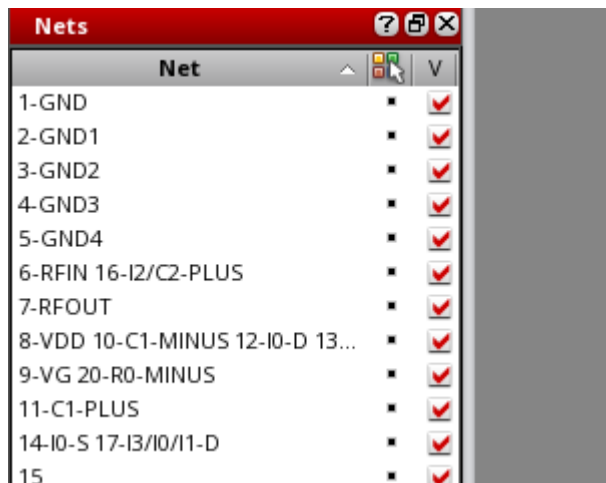 Nets
Net V
1-GND
2-GND1
3-GND2
4-GND3
5-GND4
6-RFIN 16-I2/C2-PLUS
7-RFOUT
8-VDD 10-C1-MINUS 12-I0-D 13...
9-VG 20-R0-MINUS
11-C1-PLUS
14-I0-S 17-I3/I0/I1-D
15